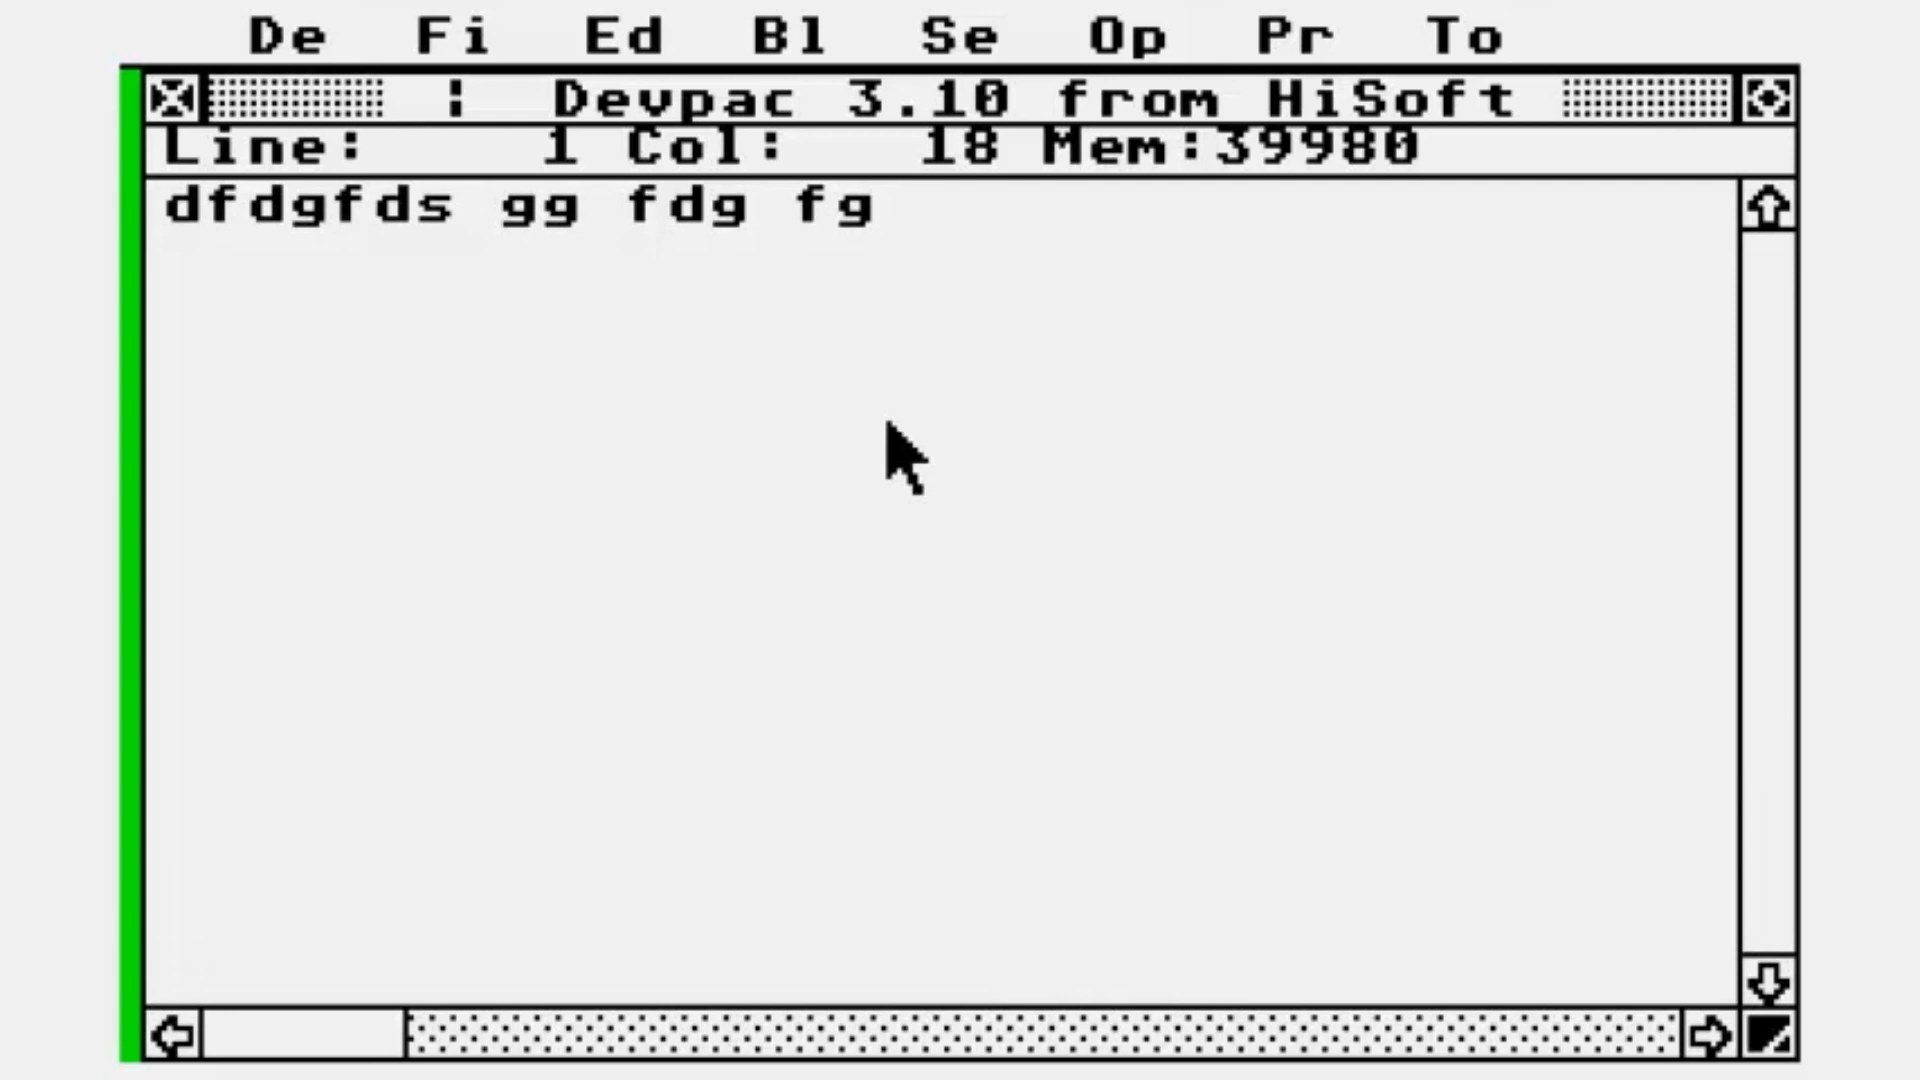 De Fi Ed Bl Se Op Pr To
: Devpac 3.10 from HiSoft
Line: 1 Col: 18 Mem:39980
dfdgfds gg fdg fg